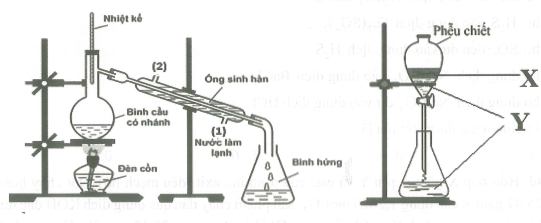 Nhiệt kế
(2)
Ống sinh hàn
Bình cầu
có nhánh
(1)
Nước làm
lạnh
Đèn cồn
Bình hứng
Phễu chiết
X
Y